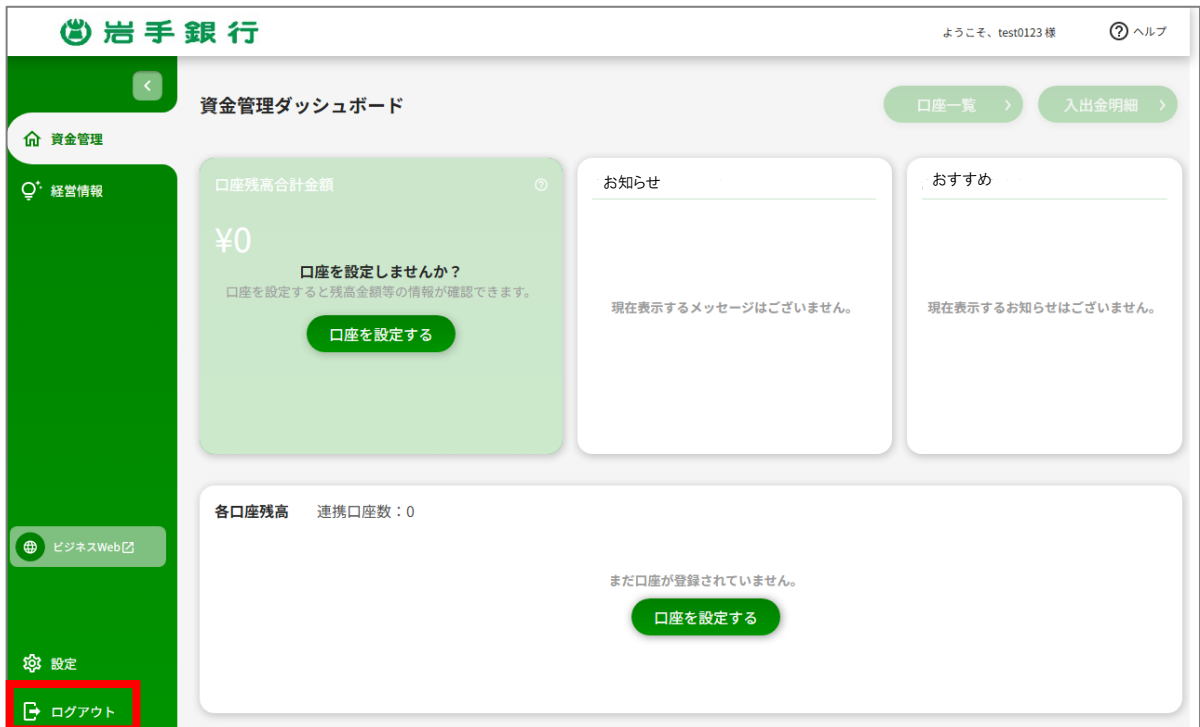 岩手銀行
ようこそ、test0123 様
ヘルプ
資金管理
経営情報
ビジネスWeb
設定
ログアウト
資金管理ダッシュボード
口座一覧
入出金明細
口座残高合計金額
¥0
口座を設定しませんか？
口座を設定すると残高金額等の情報が確認できます。
口座を設定する
お知らせ
現在表示するメッセージはございません。
おすすめ
現在表示するお知らせはございません。
各口座残高 連携口座数：0
まだ口座が登録されていません。
口座を設定する